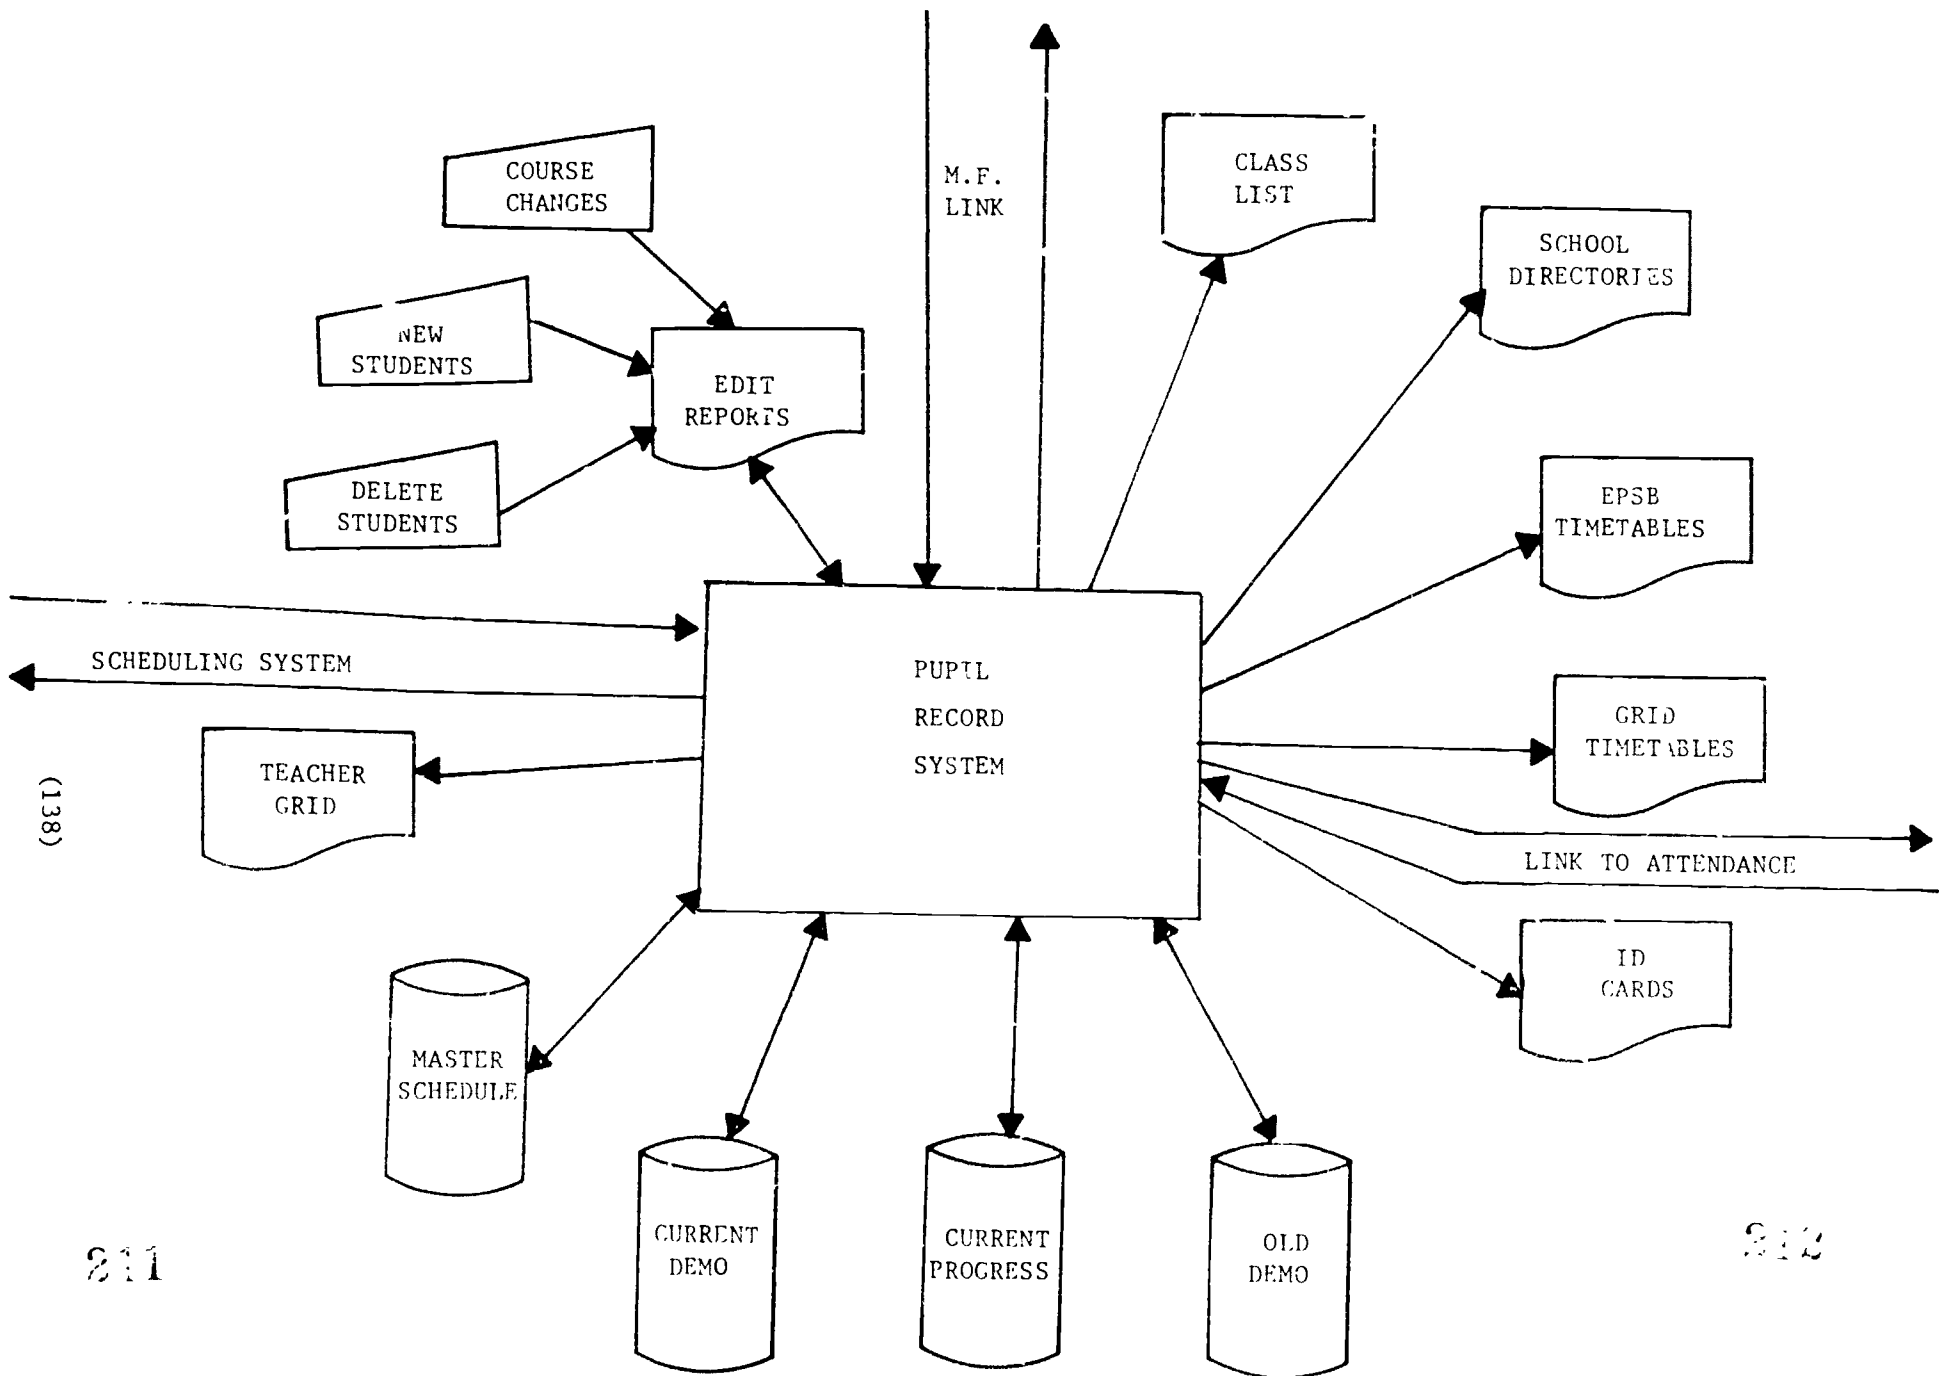 COURSE
CHANGES
M.F.
LINK
CLASS
LIST
SCHOOL
DIRECTORIES
NEW
STUDENTS
EDIT
REPORTS
DELETE
STUDENTS
EPSB
TIMETABLES
SCHEDULING SYSTEM
PUPIL
RECORD
SYSTEM
GRID
TIMETABLES
TEACHER
GRID
(138)
LINK TO ATTENDANCE
ID
CARDS
MASTER
SCHEDULE
CURRENT
DEMO
CURRENT
PROGRESS
OLD
DEMO
211
212